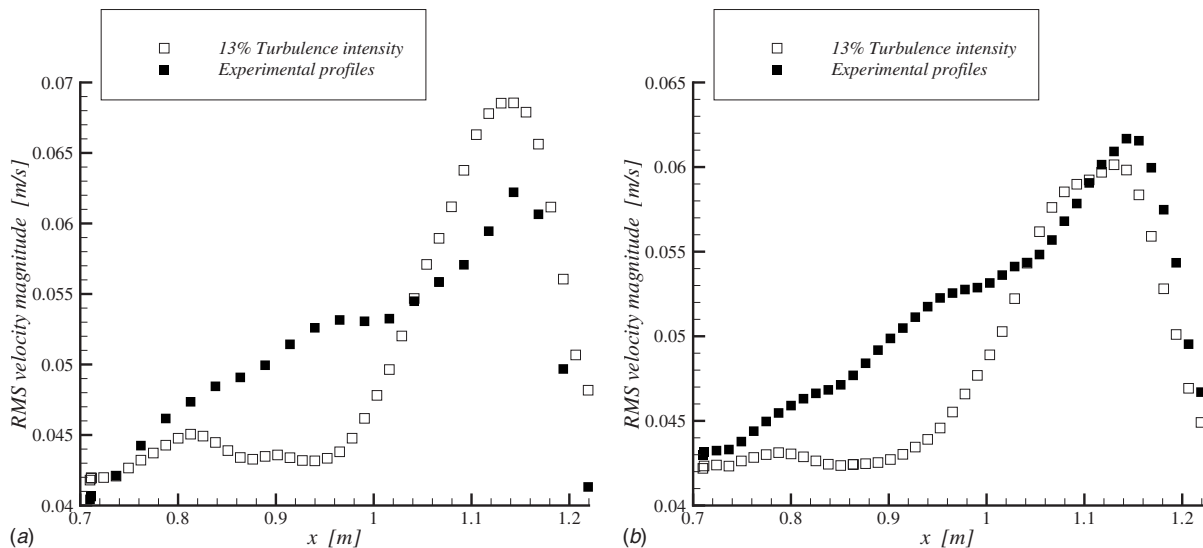 13% Turbulence intensity
Experimental profiles
0.07
0.065
0.06
0.055
0.05
0.045
0.04
RMS velocity magnitude [m/s]
0.7
0.8
0.9
1
1.1
1.2
x [m]
(a)
13% Turbulence intensity
Experimental profiles
0.065
0.06
0.055
0.05
0.045
0.04
RMS velocity magnitude [m/s]
0.7
0.8
0.9
1
1.1
1.2
x [m]
(b)